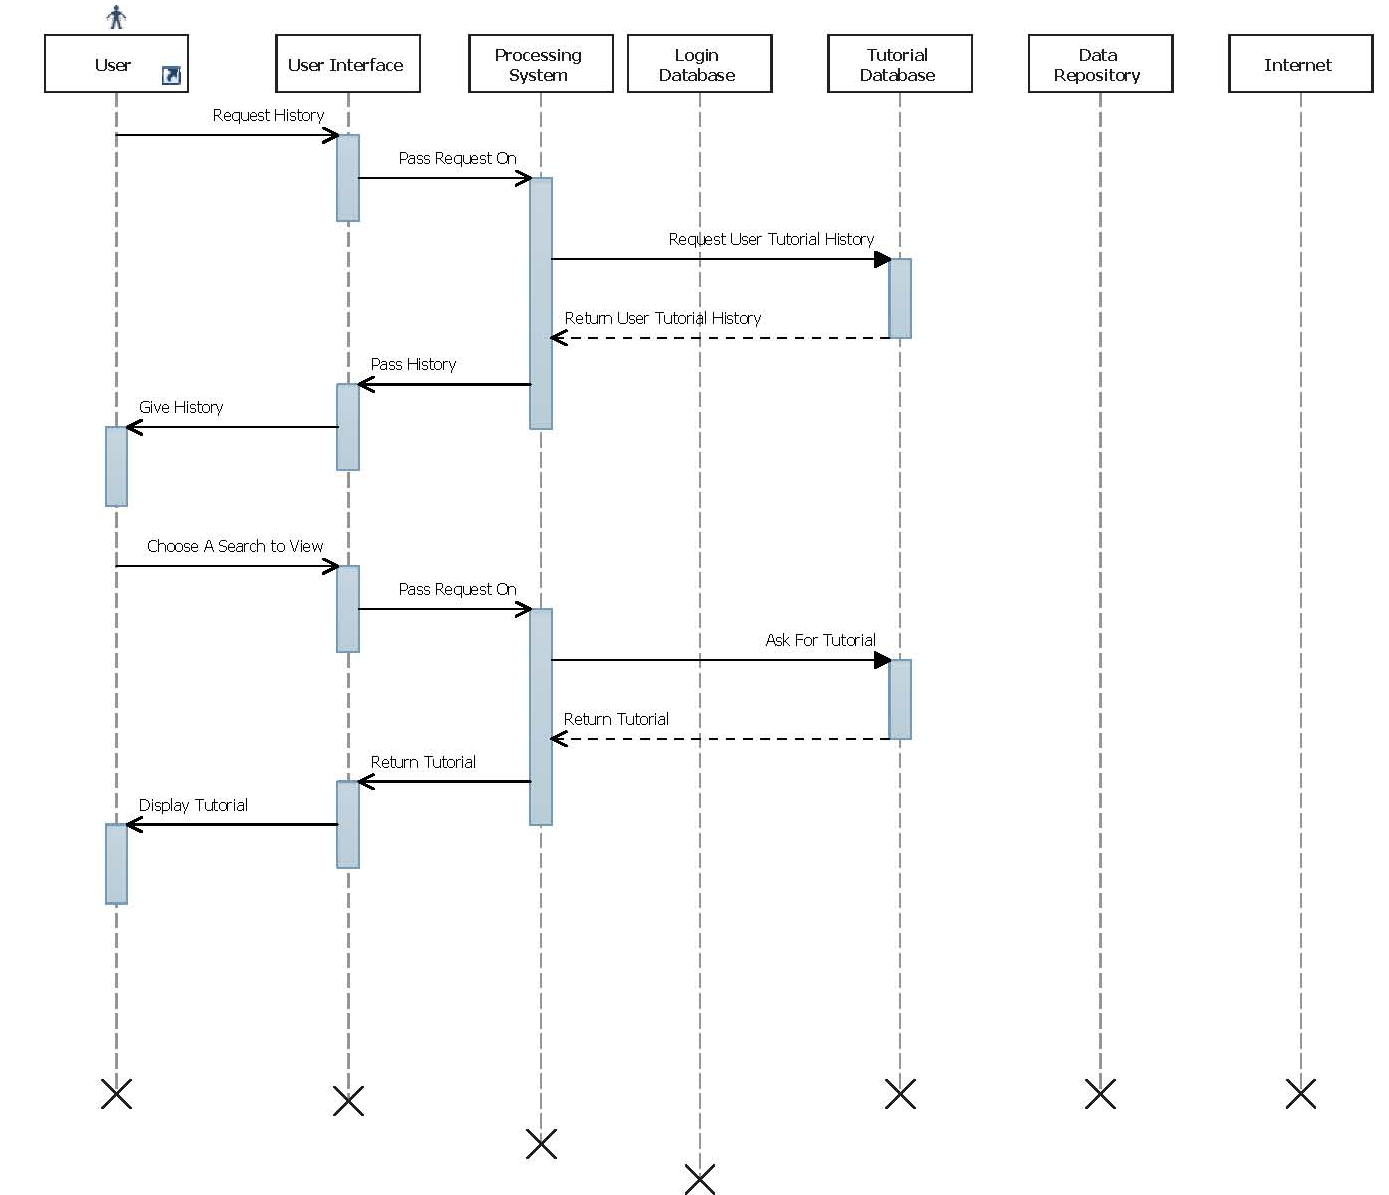 User
User Interface
Processing
System
Login
Database
Tutorial
Database
Data
Repository
Internet
Request History
Pass Request On
Request User Tutorial History
Return User Tutorial History
Pass History
Give History
Choose A Search to View
Pass Request On
Ask For Tutorial
Return Tutorial
Return Tutorial
Display Tutorial